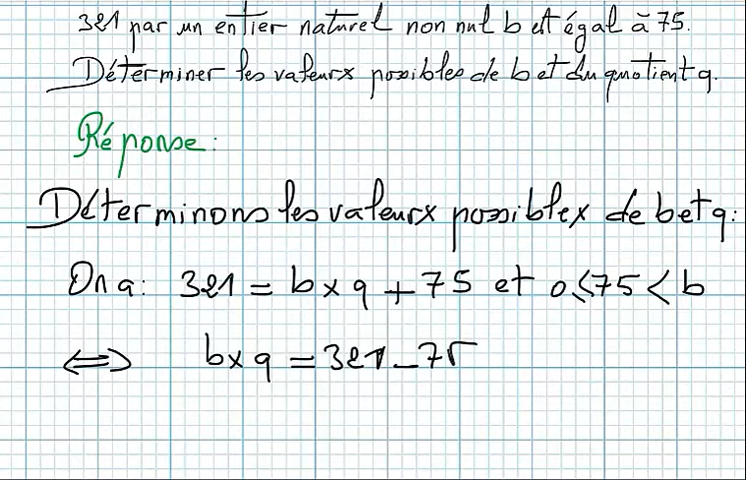 321 par un entier naturel non nul b est égal à 75.
Déterminer les valeurs possibles de b et du quotient q.
Réponse:
Déterminons les valeurs possibles de b et q:
On a: 321 = b x q + 75 et 0 ≤ 75 < b
⟺ b x q = 321 - 75